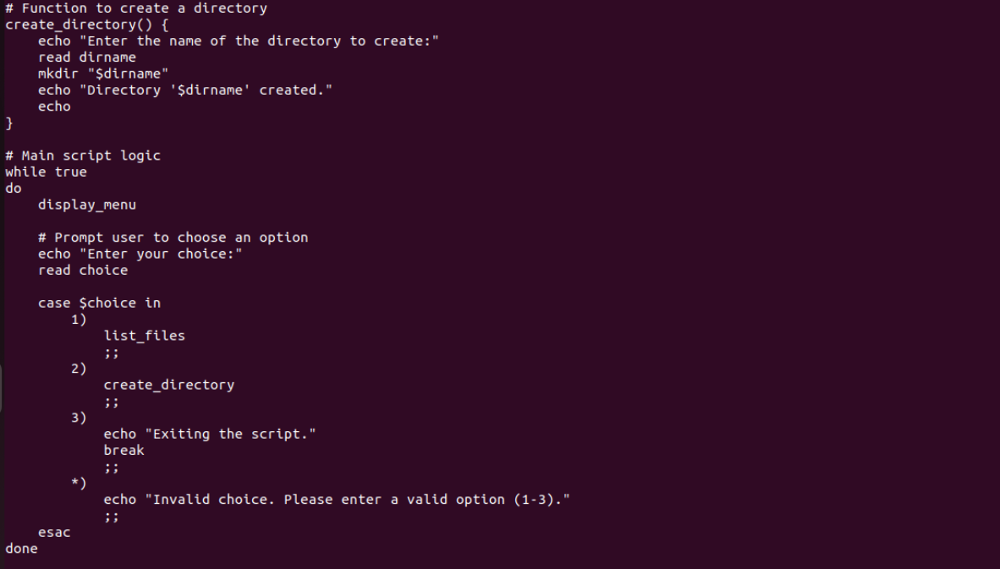 # Function to create a directory
create_directory() {
    echo "Enter the name of the directory to create:"
    read dirname
    mkdir "$dirname"
    echo "Directory '$dirname' created."
    echo
}

# Main script logic
while true
do
    display_menu

    # Prompt user to choose an option
    echo "Enter your choice:"
    read choice

    case $choice in
        1)
            list_files
            ;;
        2)
            create_directory
            ;;
        3)
            echo "Exiting the script."
            break
            ;;
        *)
            echo "Invalid choice. Please enter a valid option (1-3)."
            ;;
    esac
done